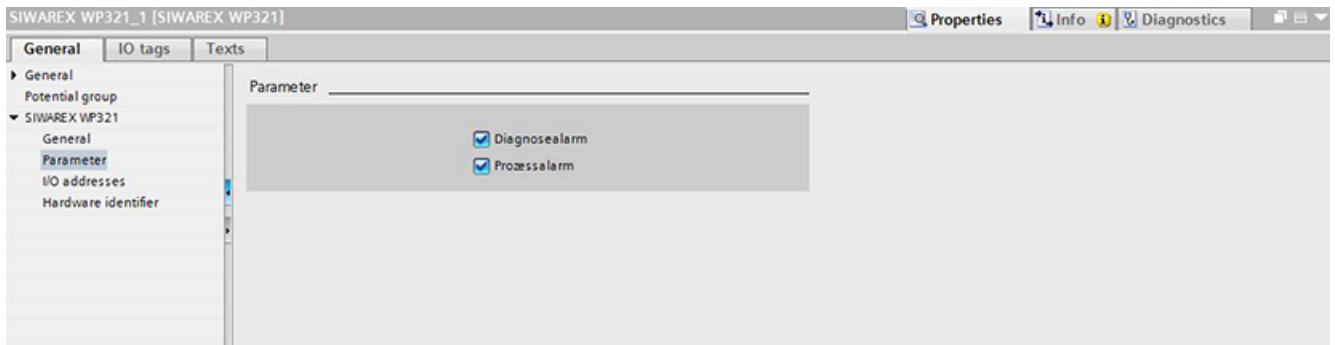 SIWAREX WP321_1 [SIWAREX WP321]
Properties
Info
Diagnostics
General
IO tags
Texts
General
Potential group
SIWAREX WP321
General
Parameter
I/O addresses
Hardware identifier
Parameter
Diagnosealarm
Prozessalarm